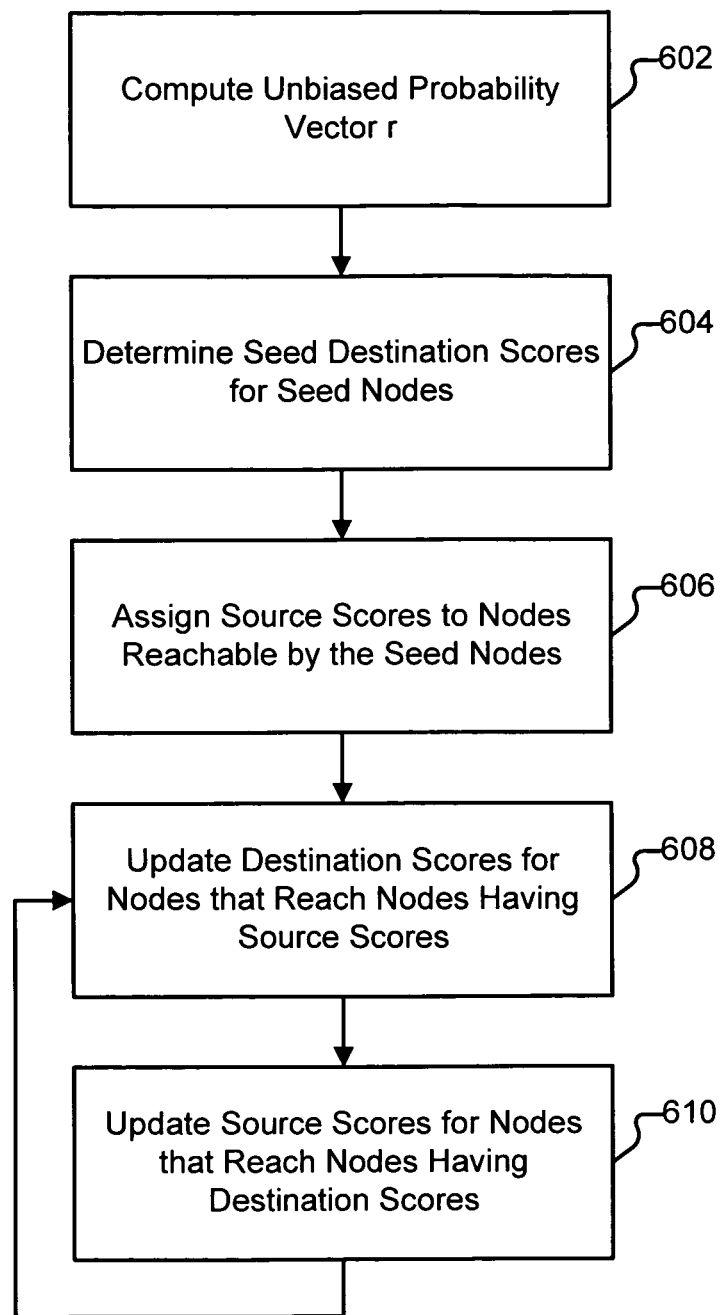 Compute Unbiased Probability
Vector r
602
Determine Seed Destination Scores
for Seed Nodes
604
Assign Source Scores to Nodes
Reachable by the Seed Nodes
606
Update Destination Scores for
Nodes that Reach Nodes Having
Source Scores
608
Update Source Scores for Nodes
that Reach Nodes Having
Destination Scores
610